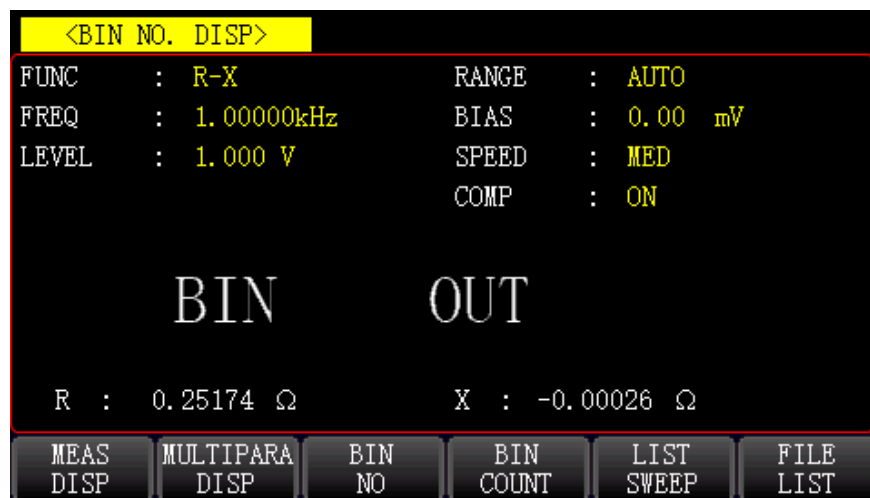 <BIN NO. DISP>
FUNC : R-X RANGE : AUTO
FREQ : 1.00000kHz BIAS : 0.00 mV
LEVEL : 1.000 V SPEED : MED
COMP : ON
BIN OUT
R : 0.25174 Ω X : -0.00026 Ω
MEAS DISP MULTIPARA DISP BIN NO BIN COUNT LIST SWEEP FILE LIST